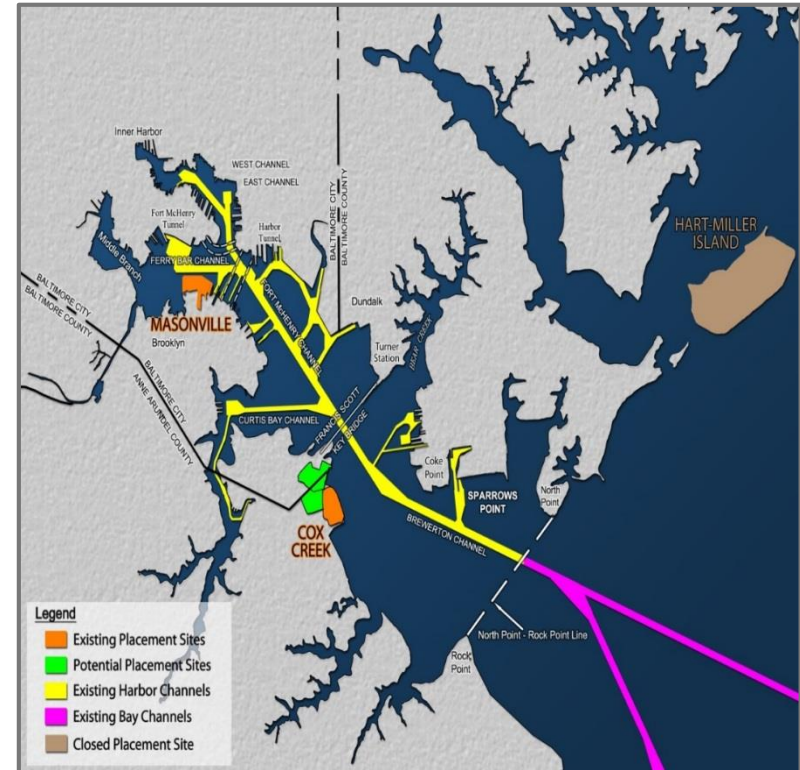 Inner Harbor
WEST CHANNEL
EAST CHANNEL
Fort McHenry
Tunnel
Harbor
Tunnel
BALTIMORE CITY
BALTIMORE COUNTY
HART-MILLER
ISLAND
Middle Branch
FERRY BAR CHANNEL
FORT McHENRY CHANNEL
BALTIMORE CITY
BALTIMORE COUNTY
MASONVILLE
Dundalk
Brooklyn
Turner
Station
BEAR CREEK
BALTIMORE CITY
ANNE ARUNDEL COUNTY
CURTIS BAY CHANNEL
FRANCIS SCOTT
KEY BRIDGE
Coke
Point
SPARROWS
POINT
North
Point
COX
CREEK
BREWERTON CHANNEL
North Point - Rock Point Line
Rock
Point
Legend
Existing Placement Sites
Potential Placement Sites
Existing Harbor Channels
Existing Bay Channels
Closed Placement Site